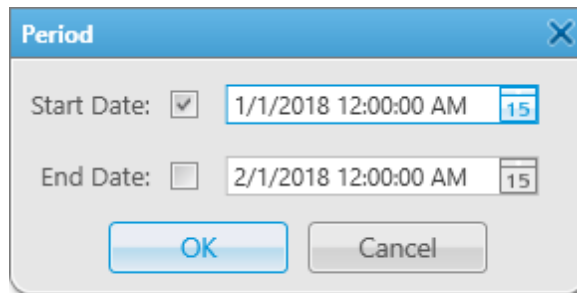 Period
Start Date: 1/1/2018 12:00:00 AM 15
End Date: 2/1/2018 12:00:00 AM 15
OK Cancel